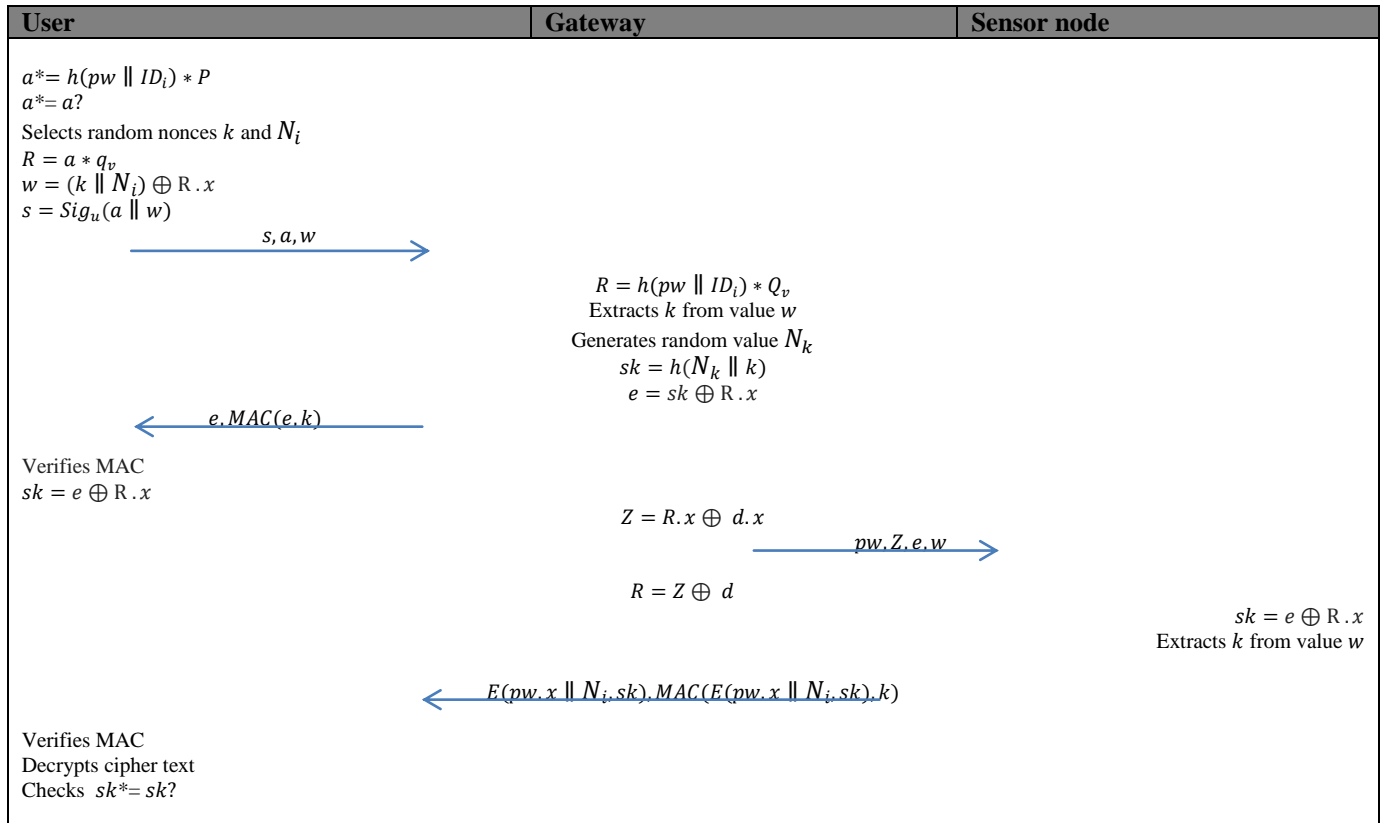 User Gateway Sensor node
a*= h(pw ∥ ID_i) * P
a*= a?
Selects random nonces k and N_i
R = a * q_v
w = (k ∥ N_i) ⊕ R . x
s = Sig_u(a ∥ w)
s, a, w
R = h(pw ∥ ID_i) * Q_v
Extracts k from value w
Generates random value N_k
sk = h(N_k ∥ k)
e = sk ⊕ R . x
e, MAC(e, k)
Verifies MAC
sk = e ⊕ R . x
Z = R. x ⊕ d. x
pw, Z, e, w
R = Z ⊕ d
sk = e ⊕ R . x
Extracts k from value w
E(pw. x ∥ N_i, sk), MAC(E(pw. x ∥ N_i, sk), k)
Verifies MAC
Decrypts cipher text
Checks sk*= sk?